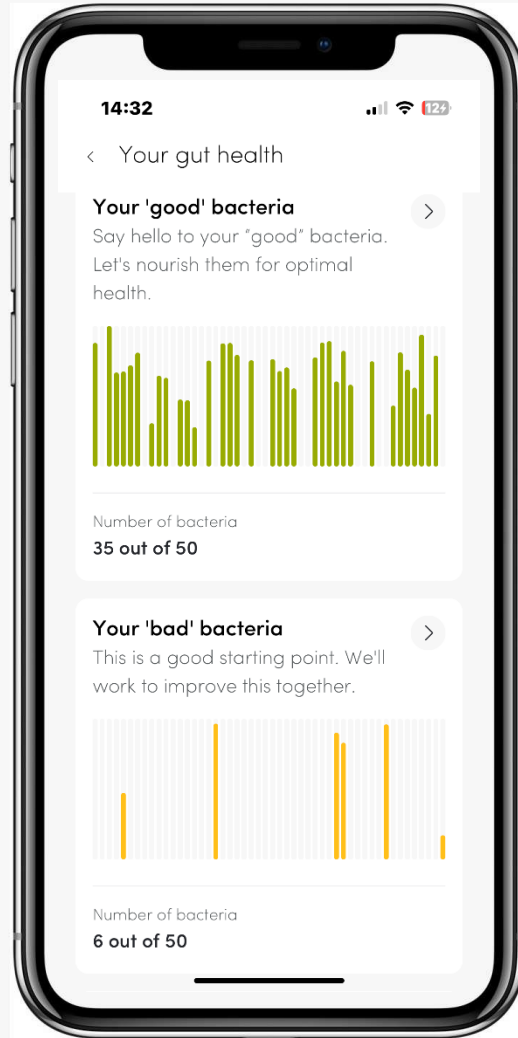 14:32
12
Your gut health
Your 'good' bacteria
Say hello to your “good” bacteria.
Let's nourish them for optimal
health.
Number of bacteria
35 out of 50
Your 'bad' bacteria
This is a good starting point. We'll
work to improve this together.
Number of bacteria
6 out of 50